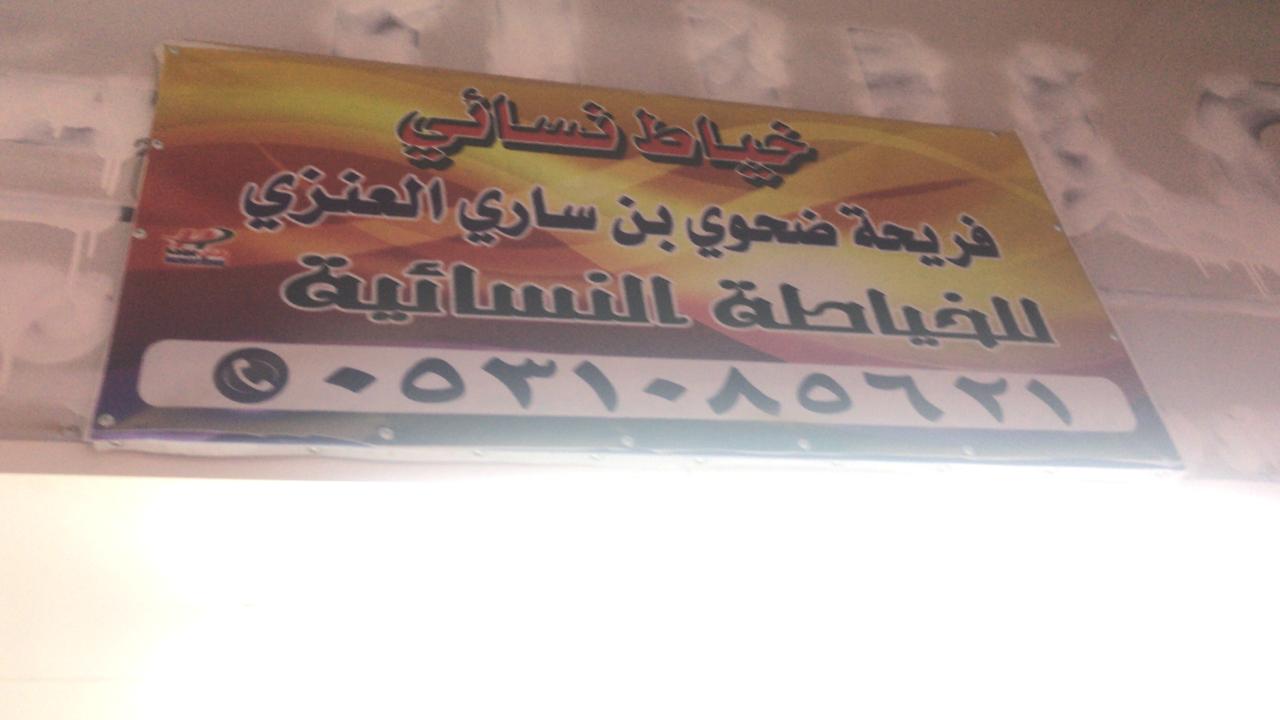 خياط نسائي
فريحة ضحوي بن ساري العنزي
للخياطة النسائية
٠٥٣١٠٨٥٦٢١